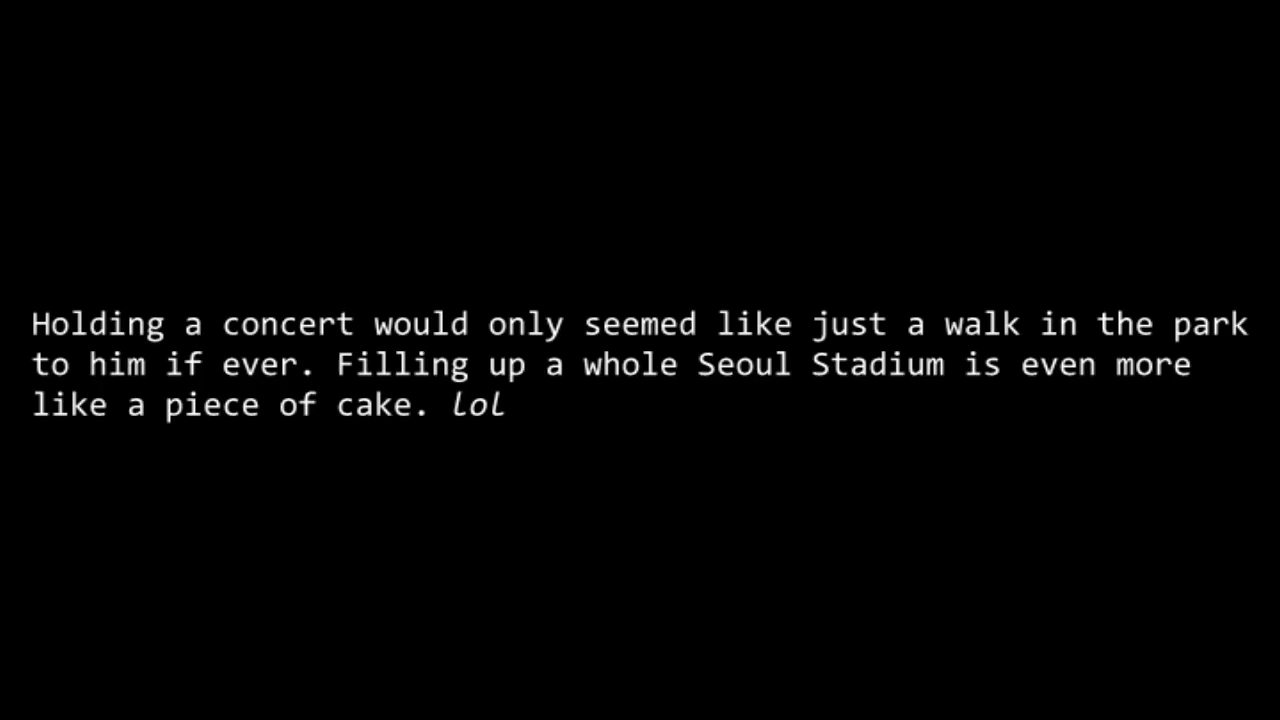 Holding a concert would only seemed like just a walk in the park
to him if ever. Filling up a whole Seoul Stadium is even more
like a piece of cake. lol